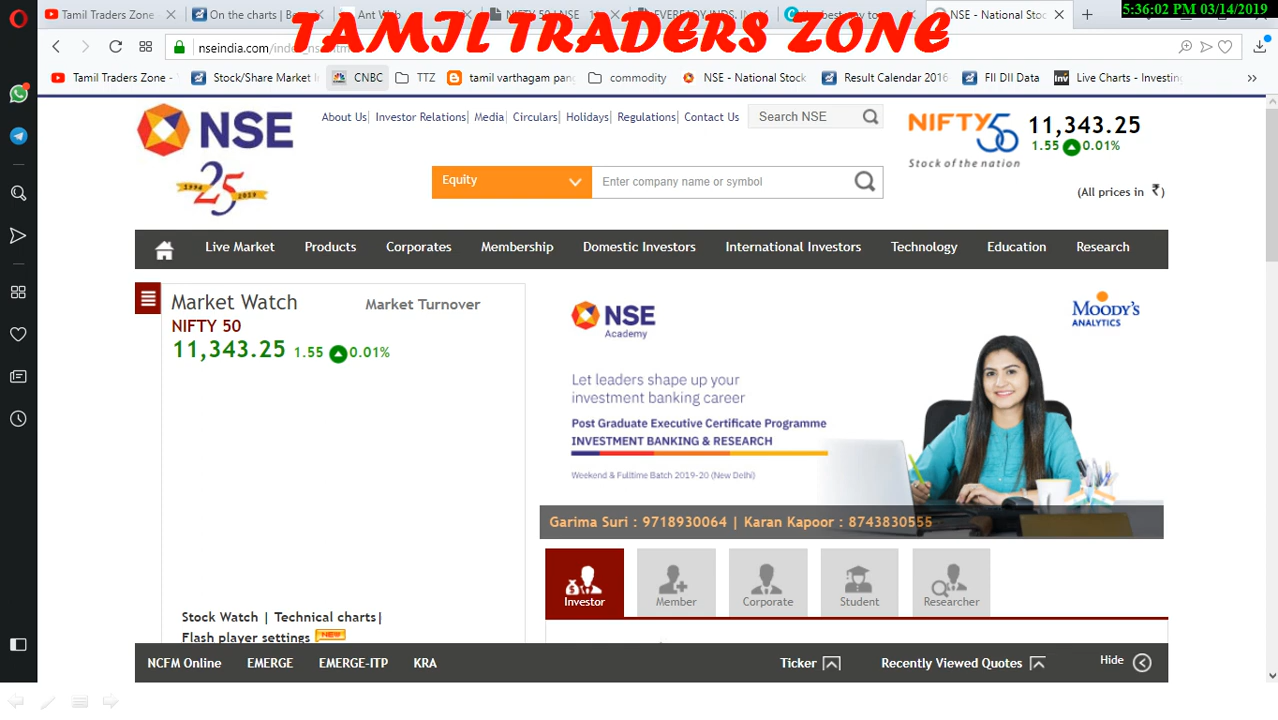 Tamil Traders Zone
On the charts | B
Ant Web
NIFTY 50 | NSE
EVEREADY INDS. IN
NSE - National Stoc
5:36:02 PM 03/14/2019
TAMIL TRADERS ZONE
nseindia.com/inde
Tamil Traders Zone -
Stock/Share Market I
CNBC
TTZ
tamil varthagam pan
commodity
NSE - National Stock
Result Calendar 2016
FII DII Data
Inv
Live Charts - Investin
NSE
1994 25 2019
About Us| Investor Relations| Media| Circulars| Holidays| Regulations| Contact Us
Search NSE
NIFTY 50
Stock of the nation
11,343.25
1.55 0.01%
(All prices in ₹)
Equity
Enter company name or symbol
Live Market
Products
Corporates
Membership
Domestic Investors
International Investors
Technology
Education
Research
Market Watch
Market Turnover
NIFTY 50
11,343.25 1.55 0.01%
NSE
Academy
MOODY'S
ANALYTICS
Let leaders shape up your
investment banking career
Post Graduate Executive Certificate Programme
INVESTMENT BANKING & RESEARCH
Weekend & Fulltime Batch 2019-20 (New Delhi)
Garima Suri : 9718930064 | Karan Kapoor : 8743830555
Investor
Member
Corporate
Student
Researcher
Stock Watch | Technical charts|
Flash player settings NEW
NCFM Online
EMERGE
EMERGE-ITP
KRA
Ticker
Recently Viewed Quotes
Hide